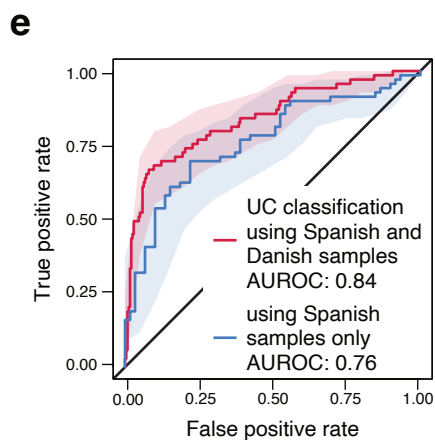 e
1.00
0.75
0.50
0.25
0.00
True positive rate
UC classification
using Spanish and
Danish samples
AUROC: 0.84
using Spanish
samples only
AUROC: 0.76
0.00 0.25 0.50 0.75 1.00
False positive rate